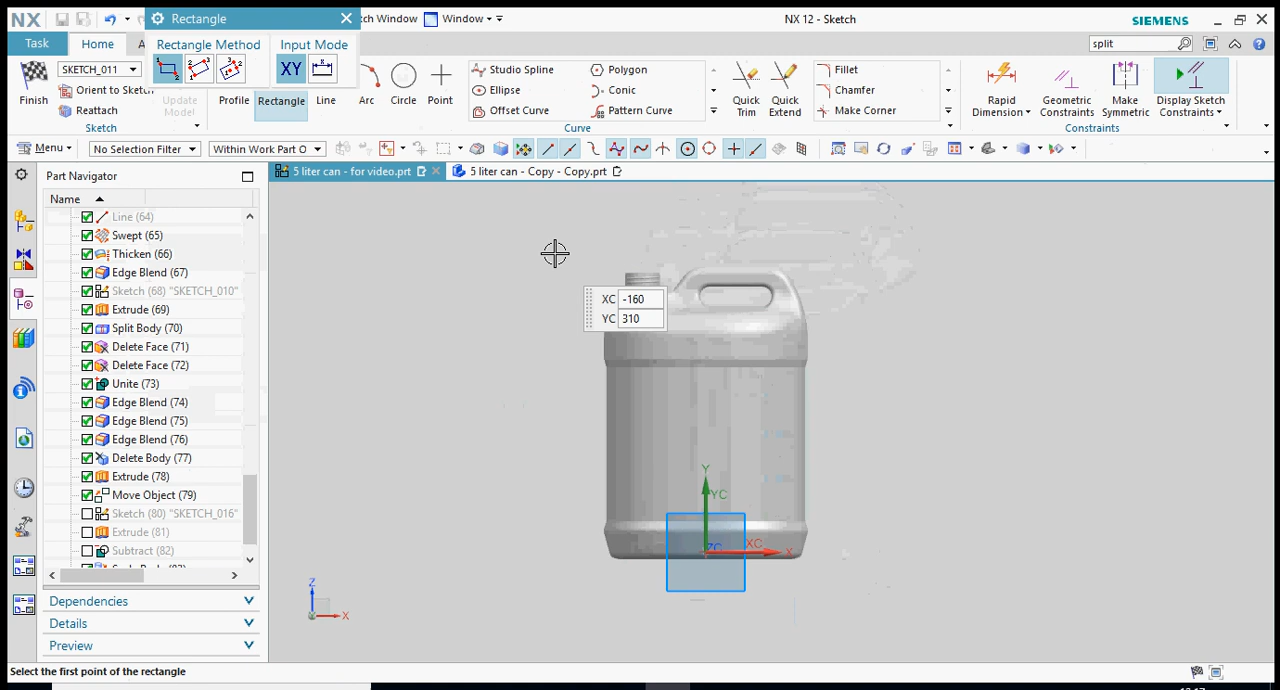 NX
Rectangle
ch Window
Window
NX 12 - Sketch
SIEMENS
Task
Home
A
Rectangle Method
Input Mode
split
SKETCH_011
XY
Studio Spline
Polygon
Fillet
Orient to Sketch
Ellipse
Conic
Chamfer
Reattach
Offset Curve
Pattern Curve
Make Corner
Finish
Update Model
Profile
Rectangle
Line
Arc
Circle
Point
Quick Trim
Quick Extend
Rapid Dimension
Geometric Constraints
Make Symmetric
Display Sketch Constraints
Sketch
Curve
Constraints
Menu
No Selection Filter
Within Work Part O
Part Navigator
5 liter can - for video.prt
5 liter can - Copy - Copy.prt
Name
Line (64)
Swept (65)
Thicken (66)
Edge Blend (67)
Sketch (68) "SKETCH_010"
Extrude (69)
Split Body (70)
Delete Face (71)
Delete Face (72)
Unite (73)
Edge Blend (74)
Edge Blend (75)
Edge Blend (76)
Delete Body (77)
Extrude (78)
Move Object (79)
Sketch (80) "SKETCH_016"
Extrude (81)
Subtract (82)
XC -160
YC 310
Y
YC
ZC
XC
X
Z
X
Dependencies
Details
Preview
Select the first point of the rectangle